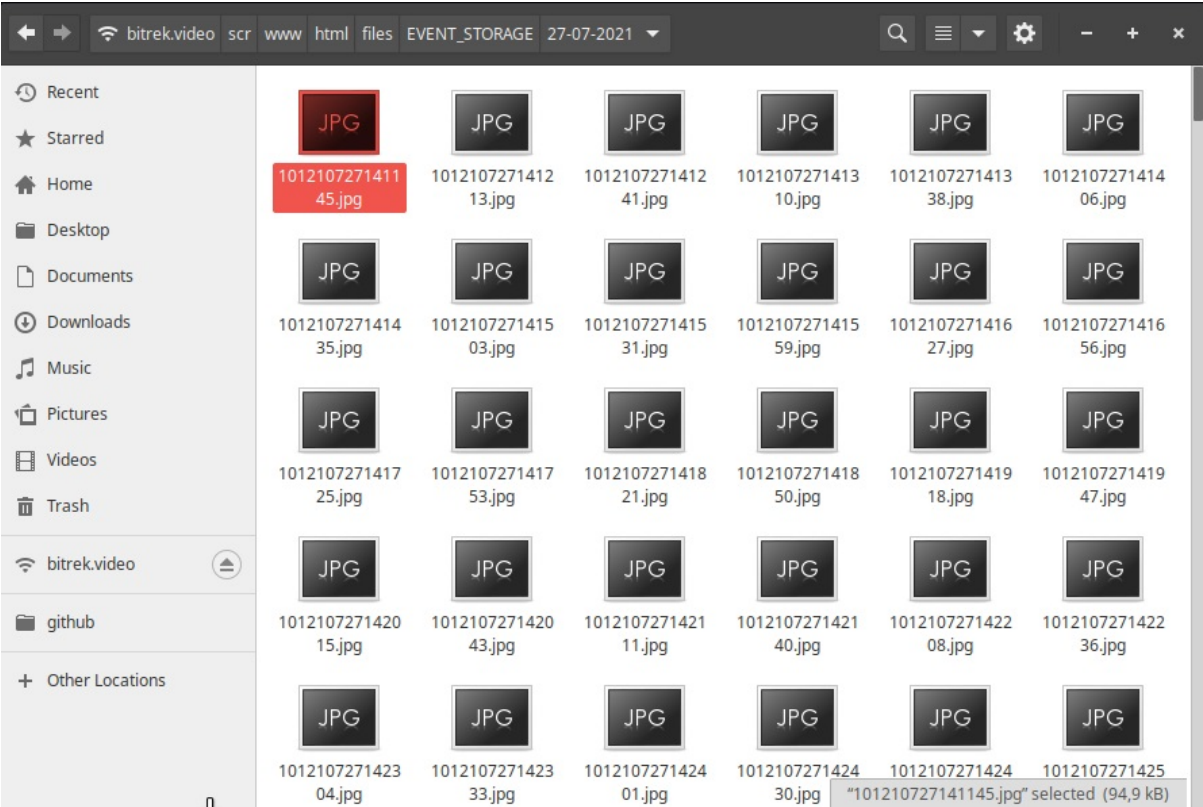 bitrek.video scr www html files EVENT_STORAGE 27-07-2021
Recent
Starred
Home
Desktop
Documents
Downloads
Music
Pictures
Videos
Trash
bitrek.video
github
Other Locations
JPG JPG JPG JPG JPG JPG
1012107271411 1012107271412 1012107271412 1012107271413 1012107271413 1012107271414
45.jpg 13.jpg 41.jpg 10.jpg 38.jpg 06.jpg
JPG JPG JPG JPG JPG JPG
1012107271414 1012107271415 1012107271415 1012107271415 1012107271416 1012107271416
35.jpg 03.jpg 31.jpg 59.jpg 27.jpg 56.jpg
JPG JPG JPG JPG JPG JPG
1012107271417 1012107271417 1012107271418 1012107271418 1012107271419 1012107271419
25.jpg 53.jpg 21.jpg 50.jpg 18.jpg 47.jpg
JPG JPG JPG JPG JPG JPG
1012107271420 1012107271420 1012107271421 1012107271421 1012107271422 1012107271422
15.jpg 43.jpg 11.jpg 40.jpg 08.jpg 36.jpg
JPG JPG JPG JPG JPG JPG
1012107271423 1012107271423 1012107271424 1012107271424 1012107271424 1012107271425
04.jpg 33.jpg 01.jpg 30.jpg
“101210727141145.jpg” selected (94,9 kB)